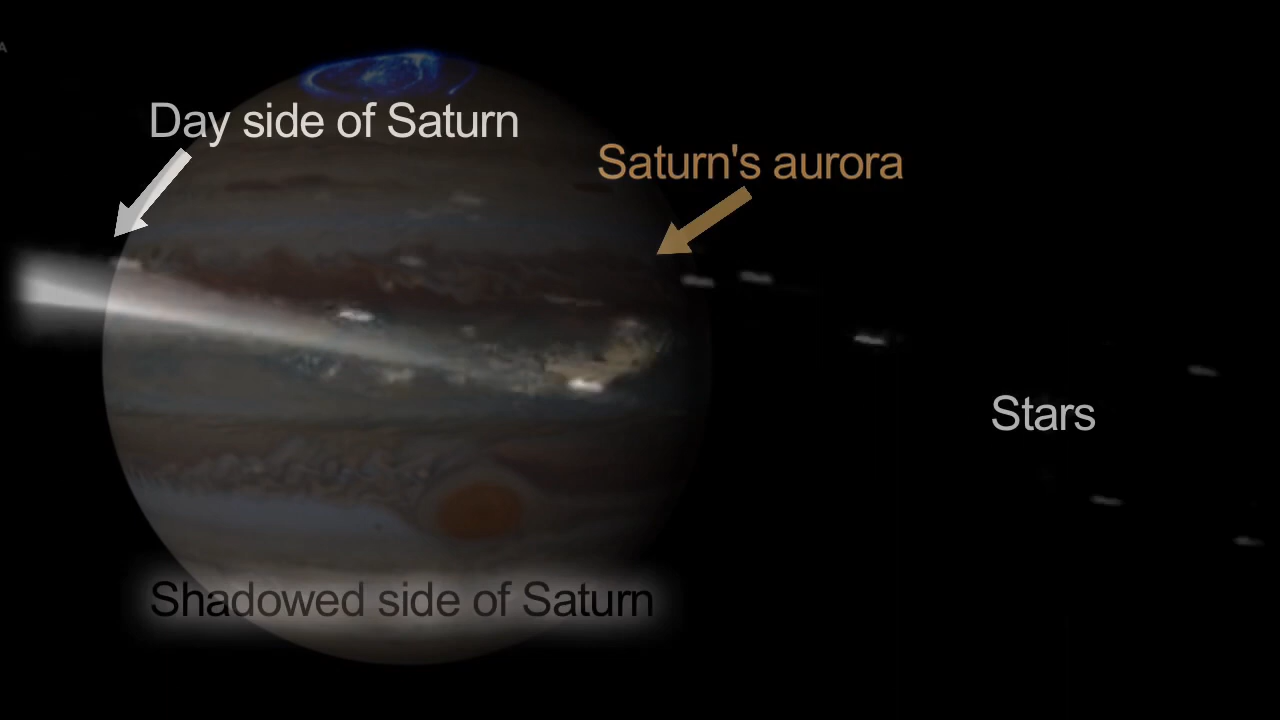 A
Day side of Saturn
Saturn's aurora
Stars
Shadowed side of Saturn